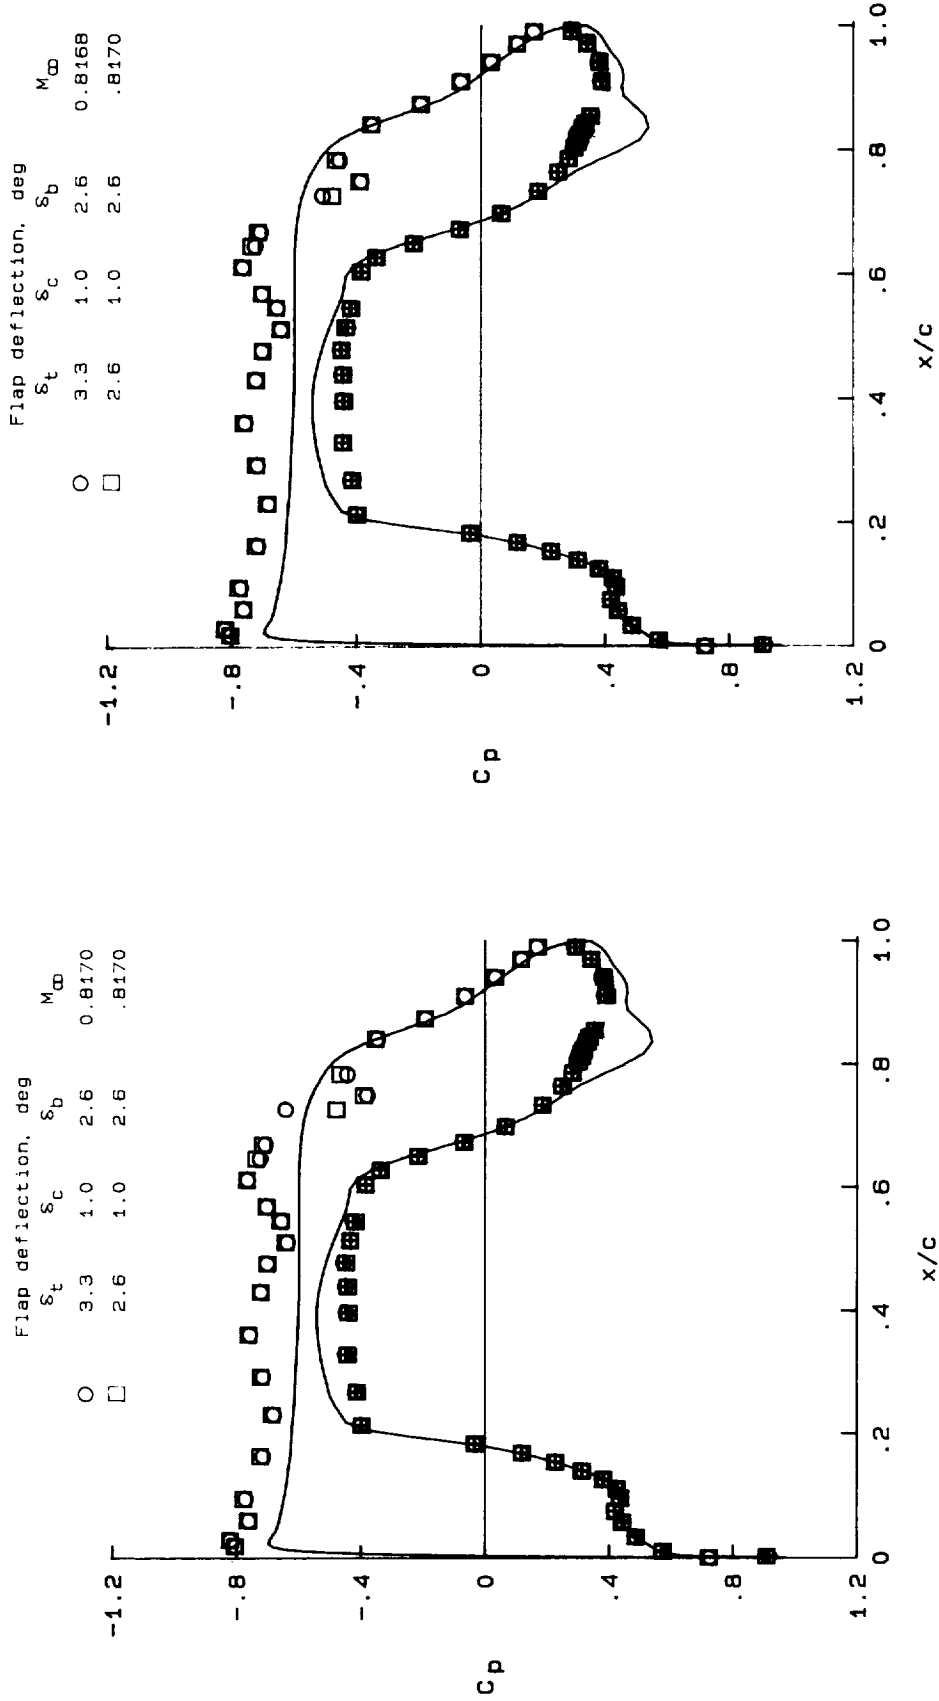 Flap deflection, deg
δt δc δb M∞
○ 3.3 1.0 2.6 0.8170
□ 2.6 1.0 2.6 .8170
-1.2
-.8
-.4
0
.4
.8
1.2
Cp
0 .2 .4 .6 .8 1.0
x/c
Flap deflection, deg
δt δc δb M∞
○ 3.3 1.0 2.6 0.8168
□ 2.6 1.0 2.6 .8170
-1.2
-.8
-.4
0
.4
.8
1.2
Cp
0 .2 .4 .6 .8 1.0
x/c